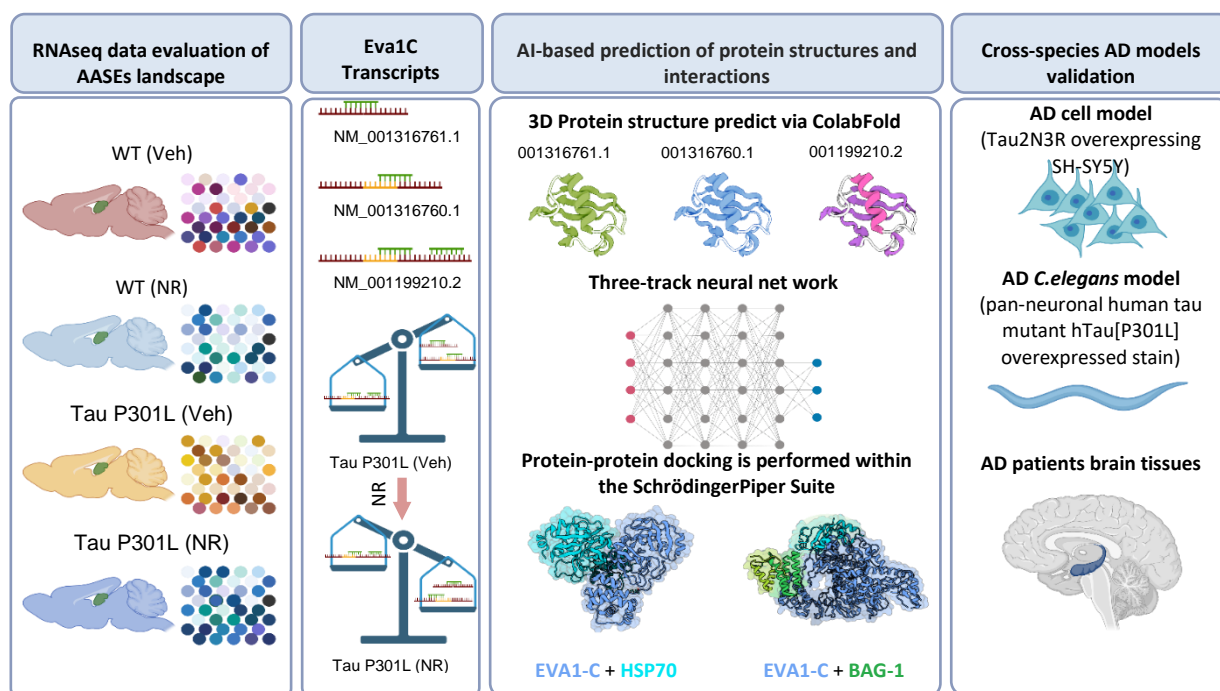 RNAseq data evaluation of
AASEs landscape
WT (Veh)
WT (NR)
Tau P301L (Veh)
Tau P301L (NR)
Eva1C
Transcripts
NM_001316761.1
NM_001316760.1
NM_001199210.2
Tau P301L (Veh)
NR
Tau P301L (NR)
AI-based prediction of protein structures and
interactions
3D Protein structure predict via ColabFold
001316761.1 001316760.1 001199210.2
Three-track neural net work
Protein-protein docking is performed within
the SchrödingerPiper Suite
EVA1-C + HSP70 EVA1-C + BAG-1
Cross-species AD models
validation
AD cell model
(Tau2N3R overexpressing
SH-SY5Y)
AD C.elegans model
(pan-neuronal human tau
mutant hTau[P301L]
overexpressed stain)
AD patients brain tissues